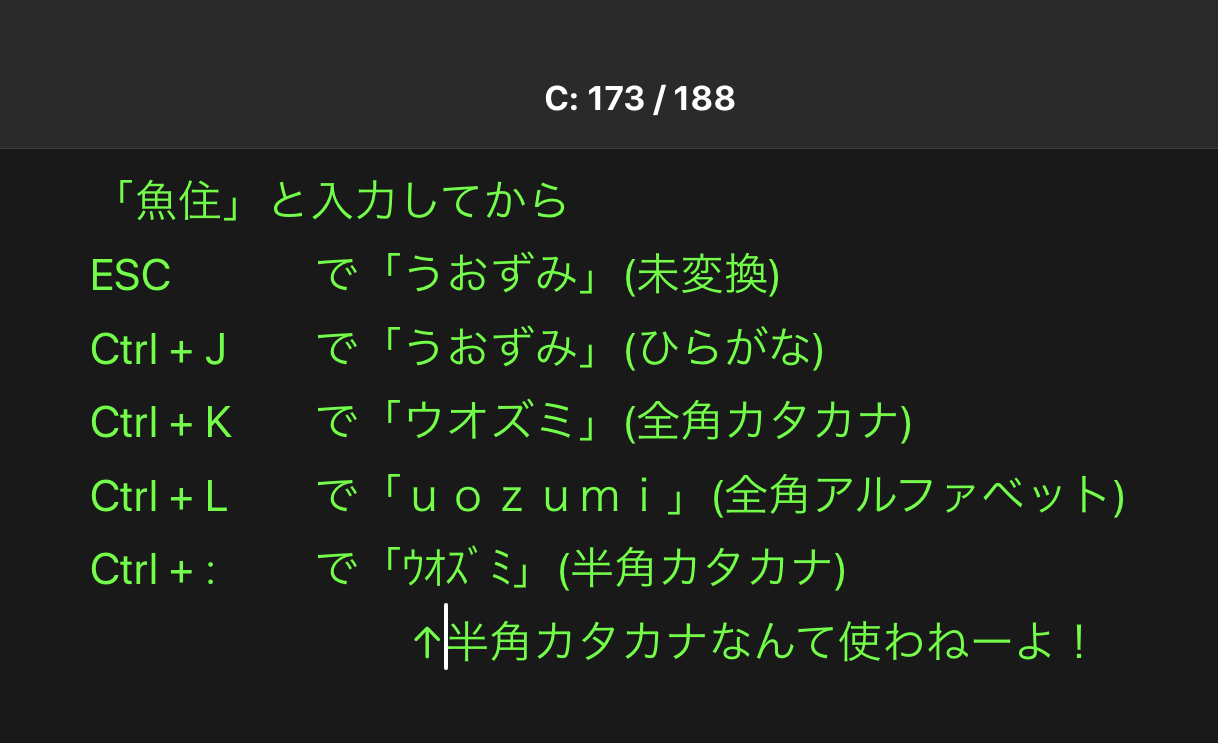 C: 173 / 188
「魚住」と入力してから
ESC で「うおずみ」(未変換)
Ctrl + J で「うおずみ」(ひらがな)
Ctrl + K で「ウオズミ」(全角カタカナ)
Ctrl + L で「ｕｏｚｕｍｉ」(全角アルファベット)
Ctrl + : で「ｳｵｽﾞﾐ」(半角カタカナ)
↑半角カタカナなんて使わねーよ！